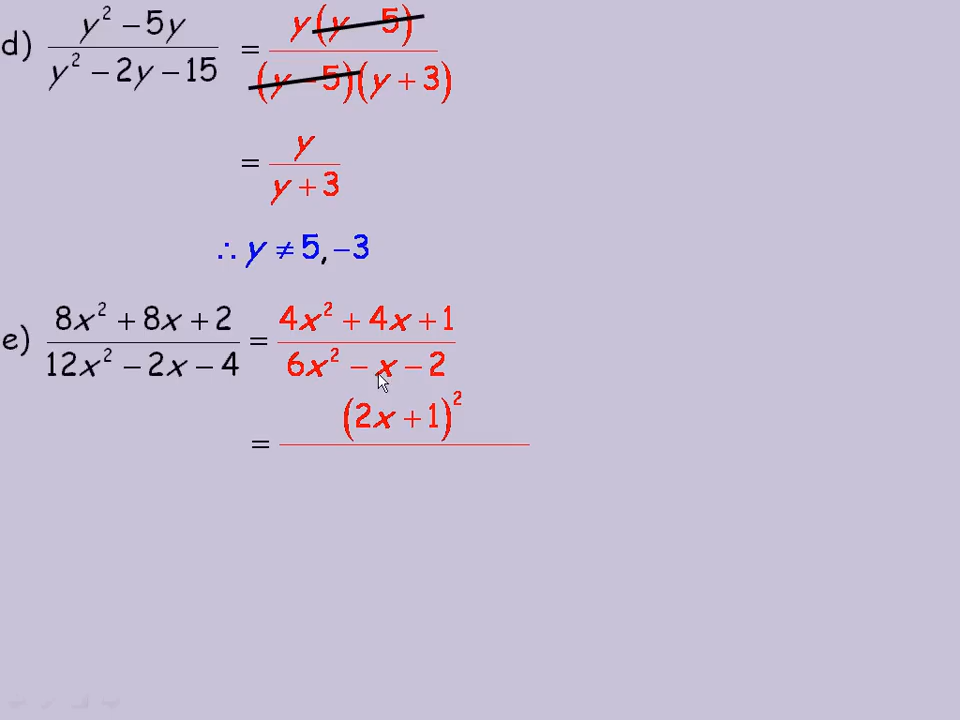 d) y² − 5y / y² − 2y − 15 = y(y − 5) / (y − 5)(y + 3)
= y / y + 3
∴ y ≠ 5, −3
e) 8x² + 8x + 2 / 12x² − 2x − 4 = 4x² + 4x + 1 / 6x² − x − 2
= (2x + 1)²